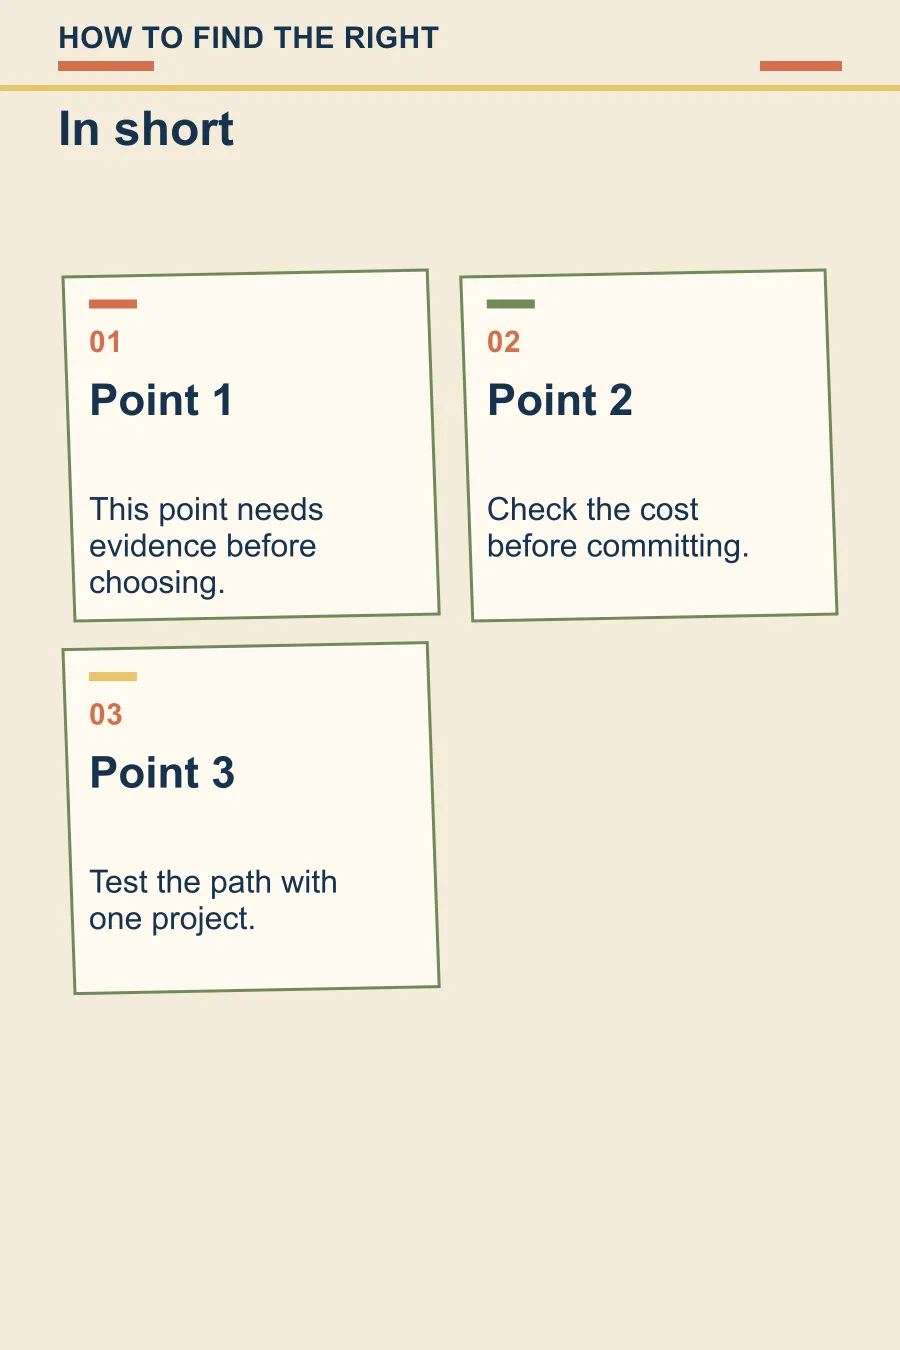 HOW TO FIND THE RIGHT
In short
01
Point 1
This point needs
evidence before
choosing.
02
Point 2
Check the cost
before committing.
03
Point 3
Test the path with
one project.